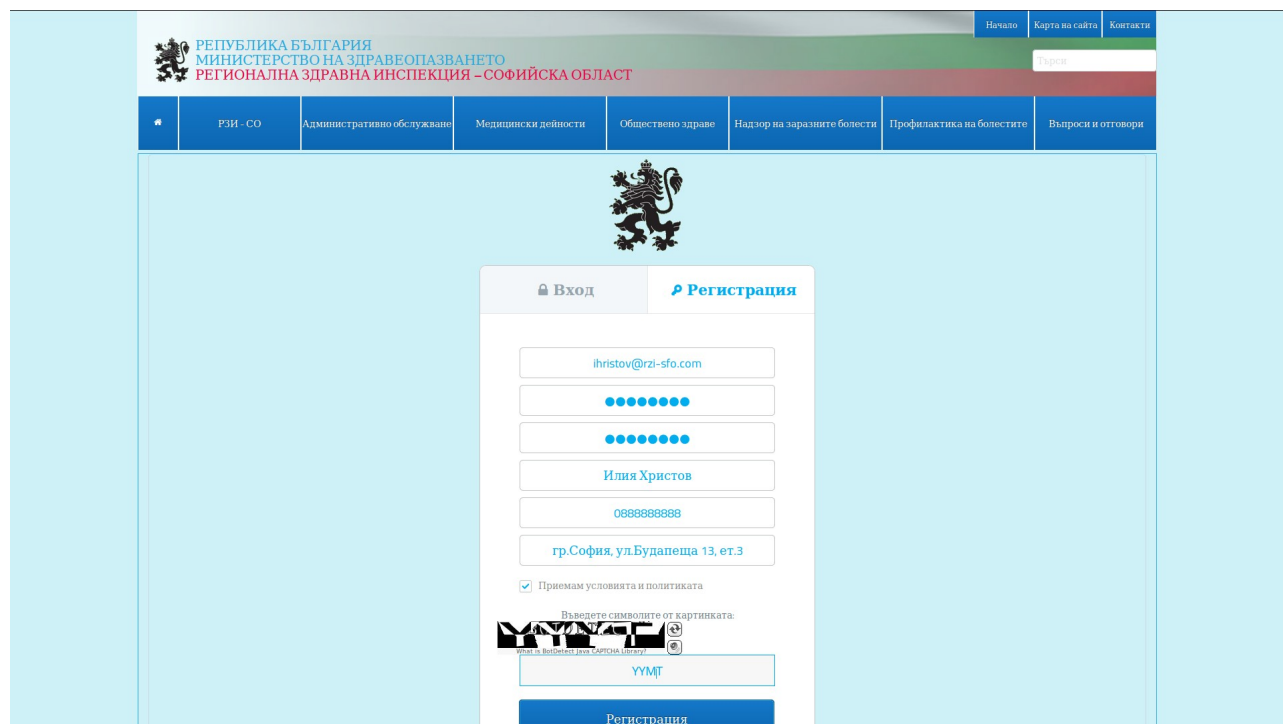 Начало Карта на сайта Контакти
РЕПУБЛИКА БЪЛГАРИЯ
МИНИСТЕРСТВО НА ЗДРАВЕОПАЗВАНЕТО
Търси
РЕГИОНАЛНА ЗДРАВНА ИНСПЕКЦИЯ – СОФИЙСКА ОБЛАСТ
РЗИ - СО Административно обслужване Медицински дейности Обществено здраве Надзор на заразните болести Профилактика на болестите Въпроси и отговори
Вход Регистрация
ihristov@rzi-sfo.com
Илия Христов
0888888888
гр.София, ул.Будапеща 13, ет.3
Приемам условията и политиката
Въведете символите от картинката:
What is BotDetect Java CAPTCHA Library?
YYMT
Регистрация